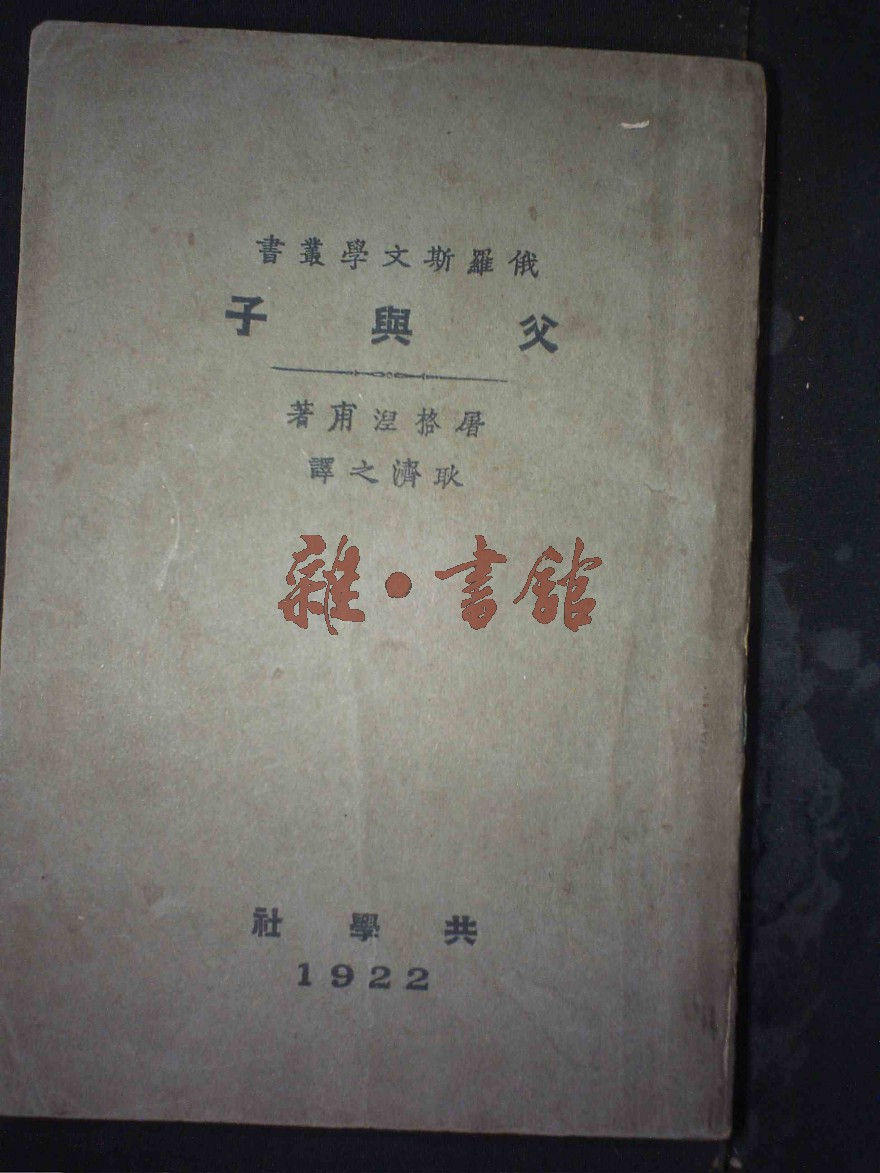 俄羅斯文學叢書
父與子
屠格涅甫著
耿濟之譯
雜·書館
共學社
1922